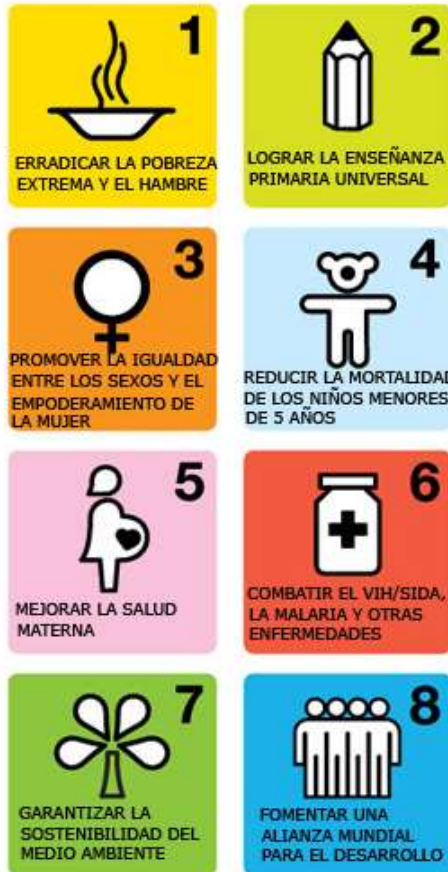 1
ERRADICAR LA POBREZA
EXTREMA Y EL HAMBRE
2
LOGRAR LA ENSEÑANZA
PRIMARIA UNIVERSAL
3
PROMOVER LA IGUALDAD
ENTRE LOS SEXOS Y EL
EMPODERAMIENTO DE
LA MUJER
4
REDUCIR LA MORTALIDAD
DE LOS NIÑOS MENORES
DE 5 AÑOS
5
MEJORAR LA SALUD
MATERNA
6
COMBATIR EL VIH/SIDA,
LA MALARIA Y OTRAS
ENFERMEDADES
7
GARANTIZAR LA
SOSTENIBILIDAD DEL
MEDIO AMBIENTE
8
FOMENTAR UNA
ALIANZA MUNDIAL
PARA EL DESARROLLO